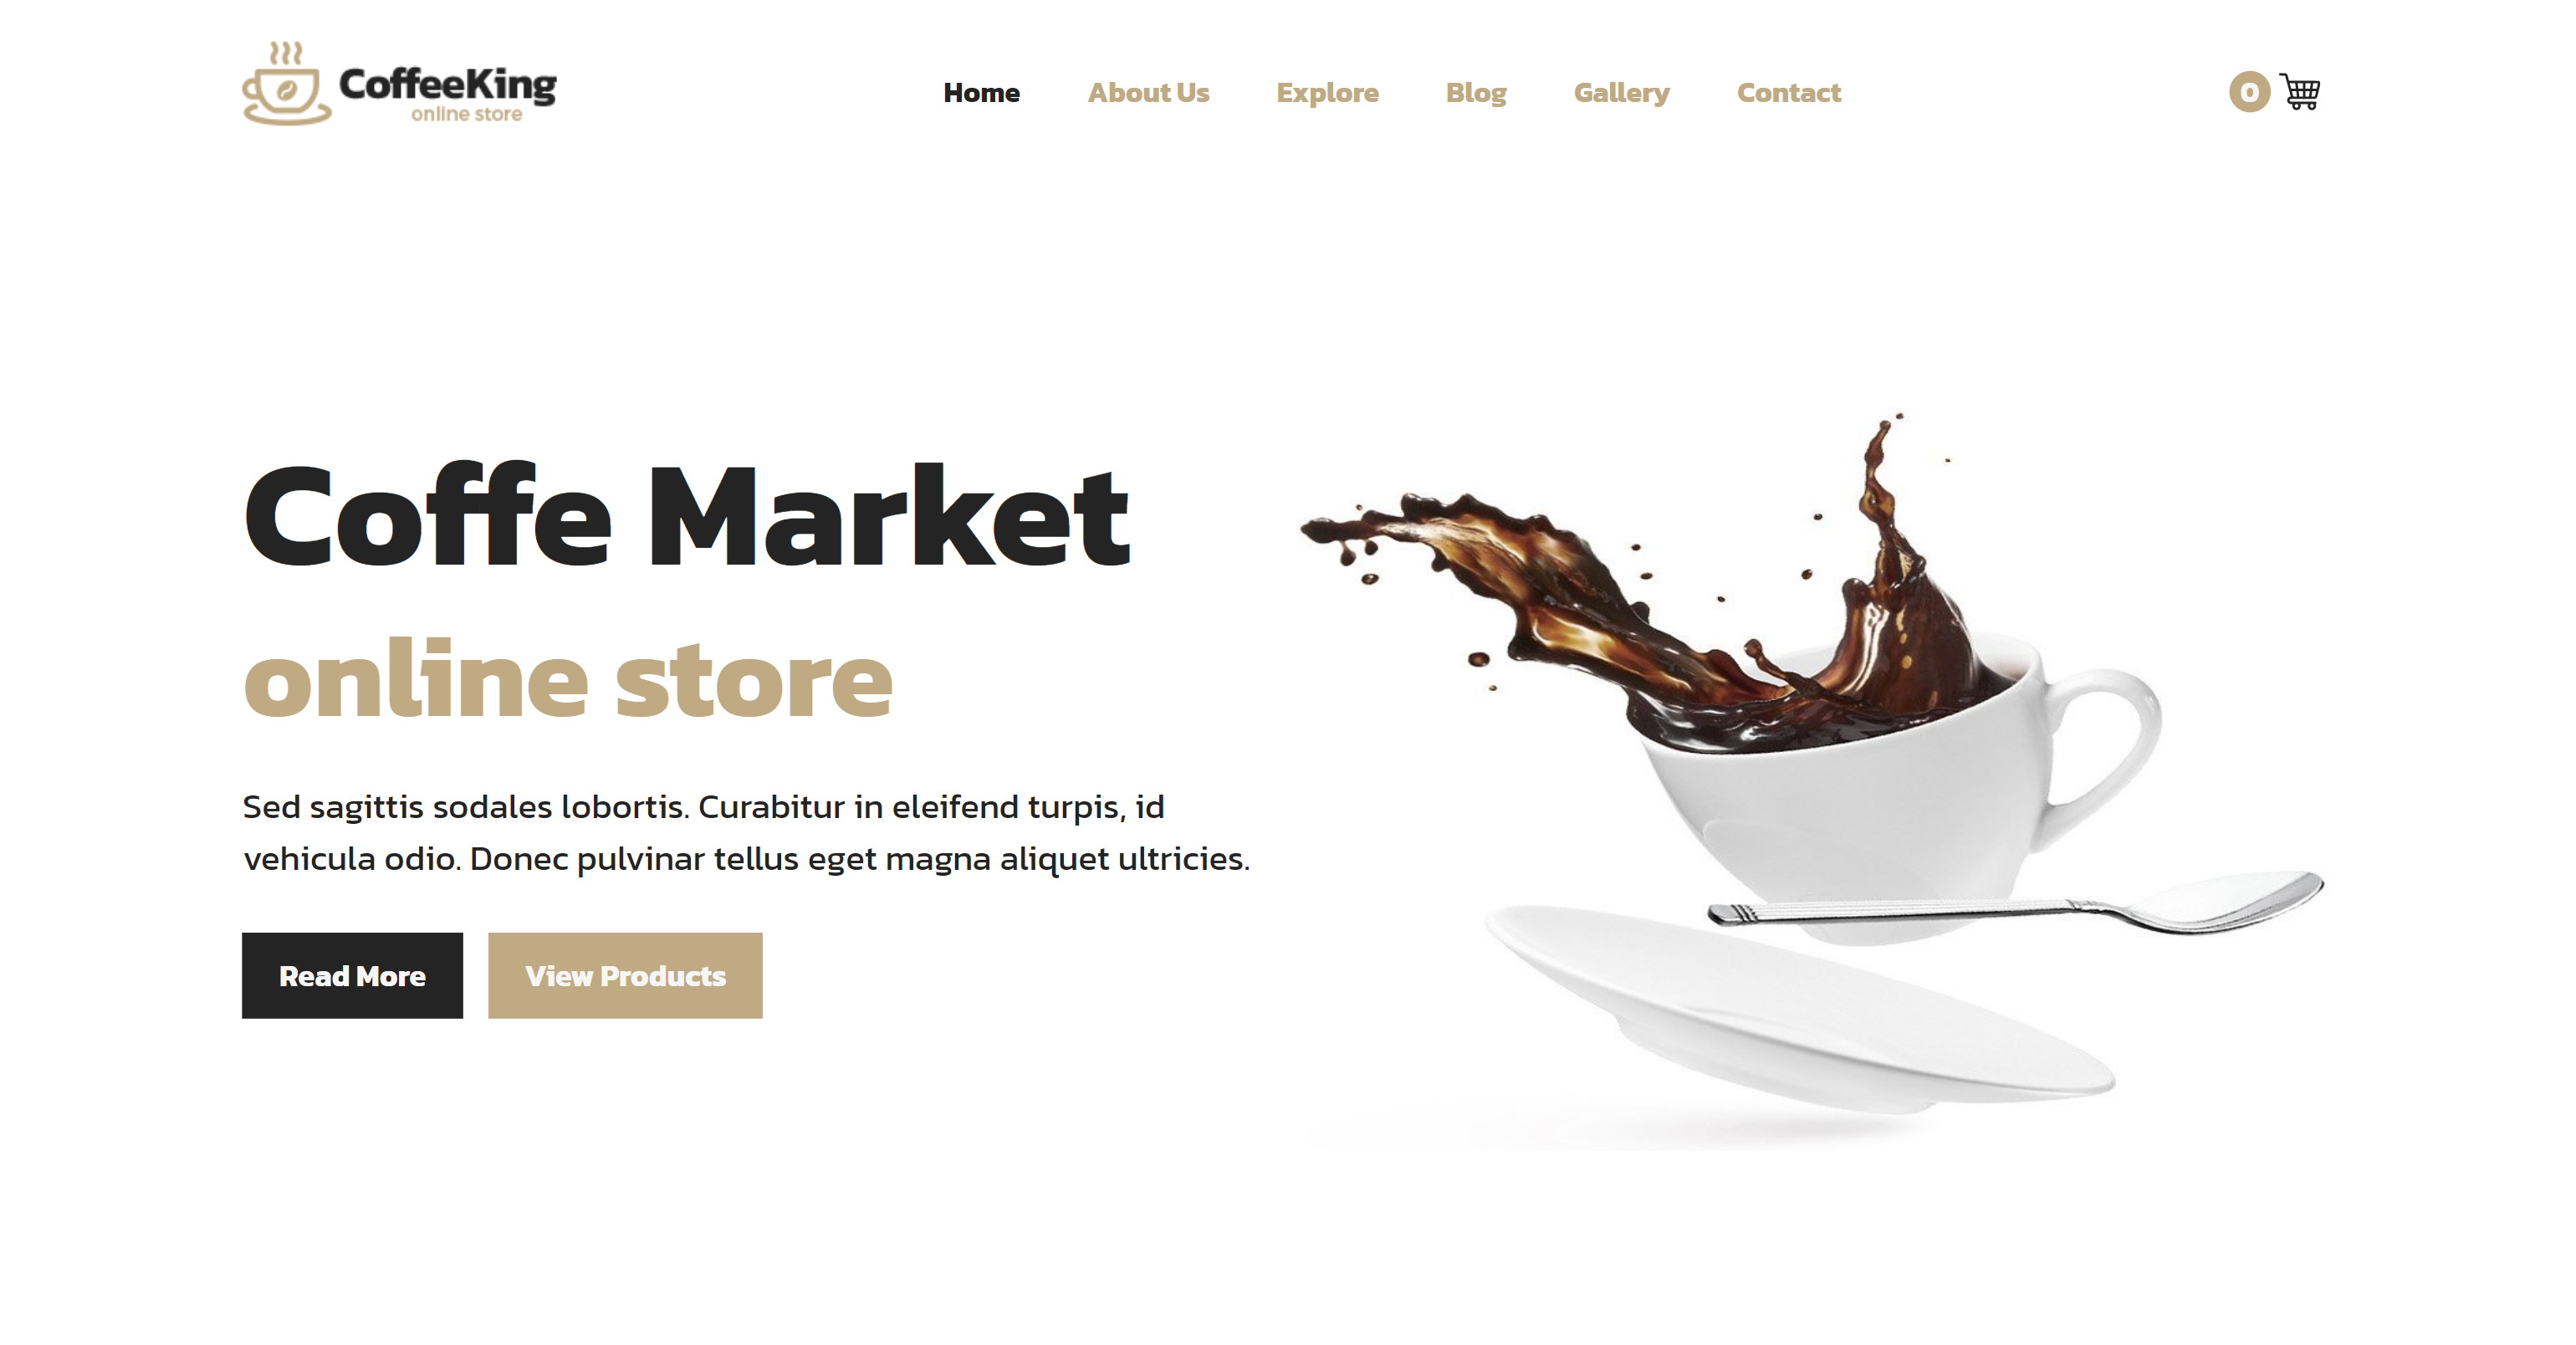 CoffeeKing
online store
Home About Us Explore Blog Gallery Contact
0
Coffe Market
online store
Sed sagittis sodales lobortis. Curabitur in eleifend turpis, id
vehicula odio. Donec pulvinar tellus eget magna aliquet ultricies.
Read More View Products